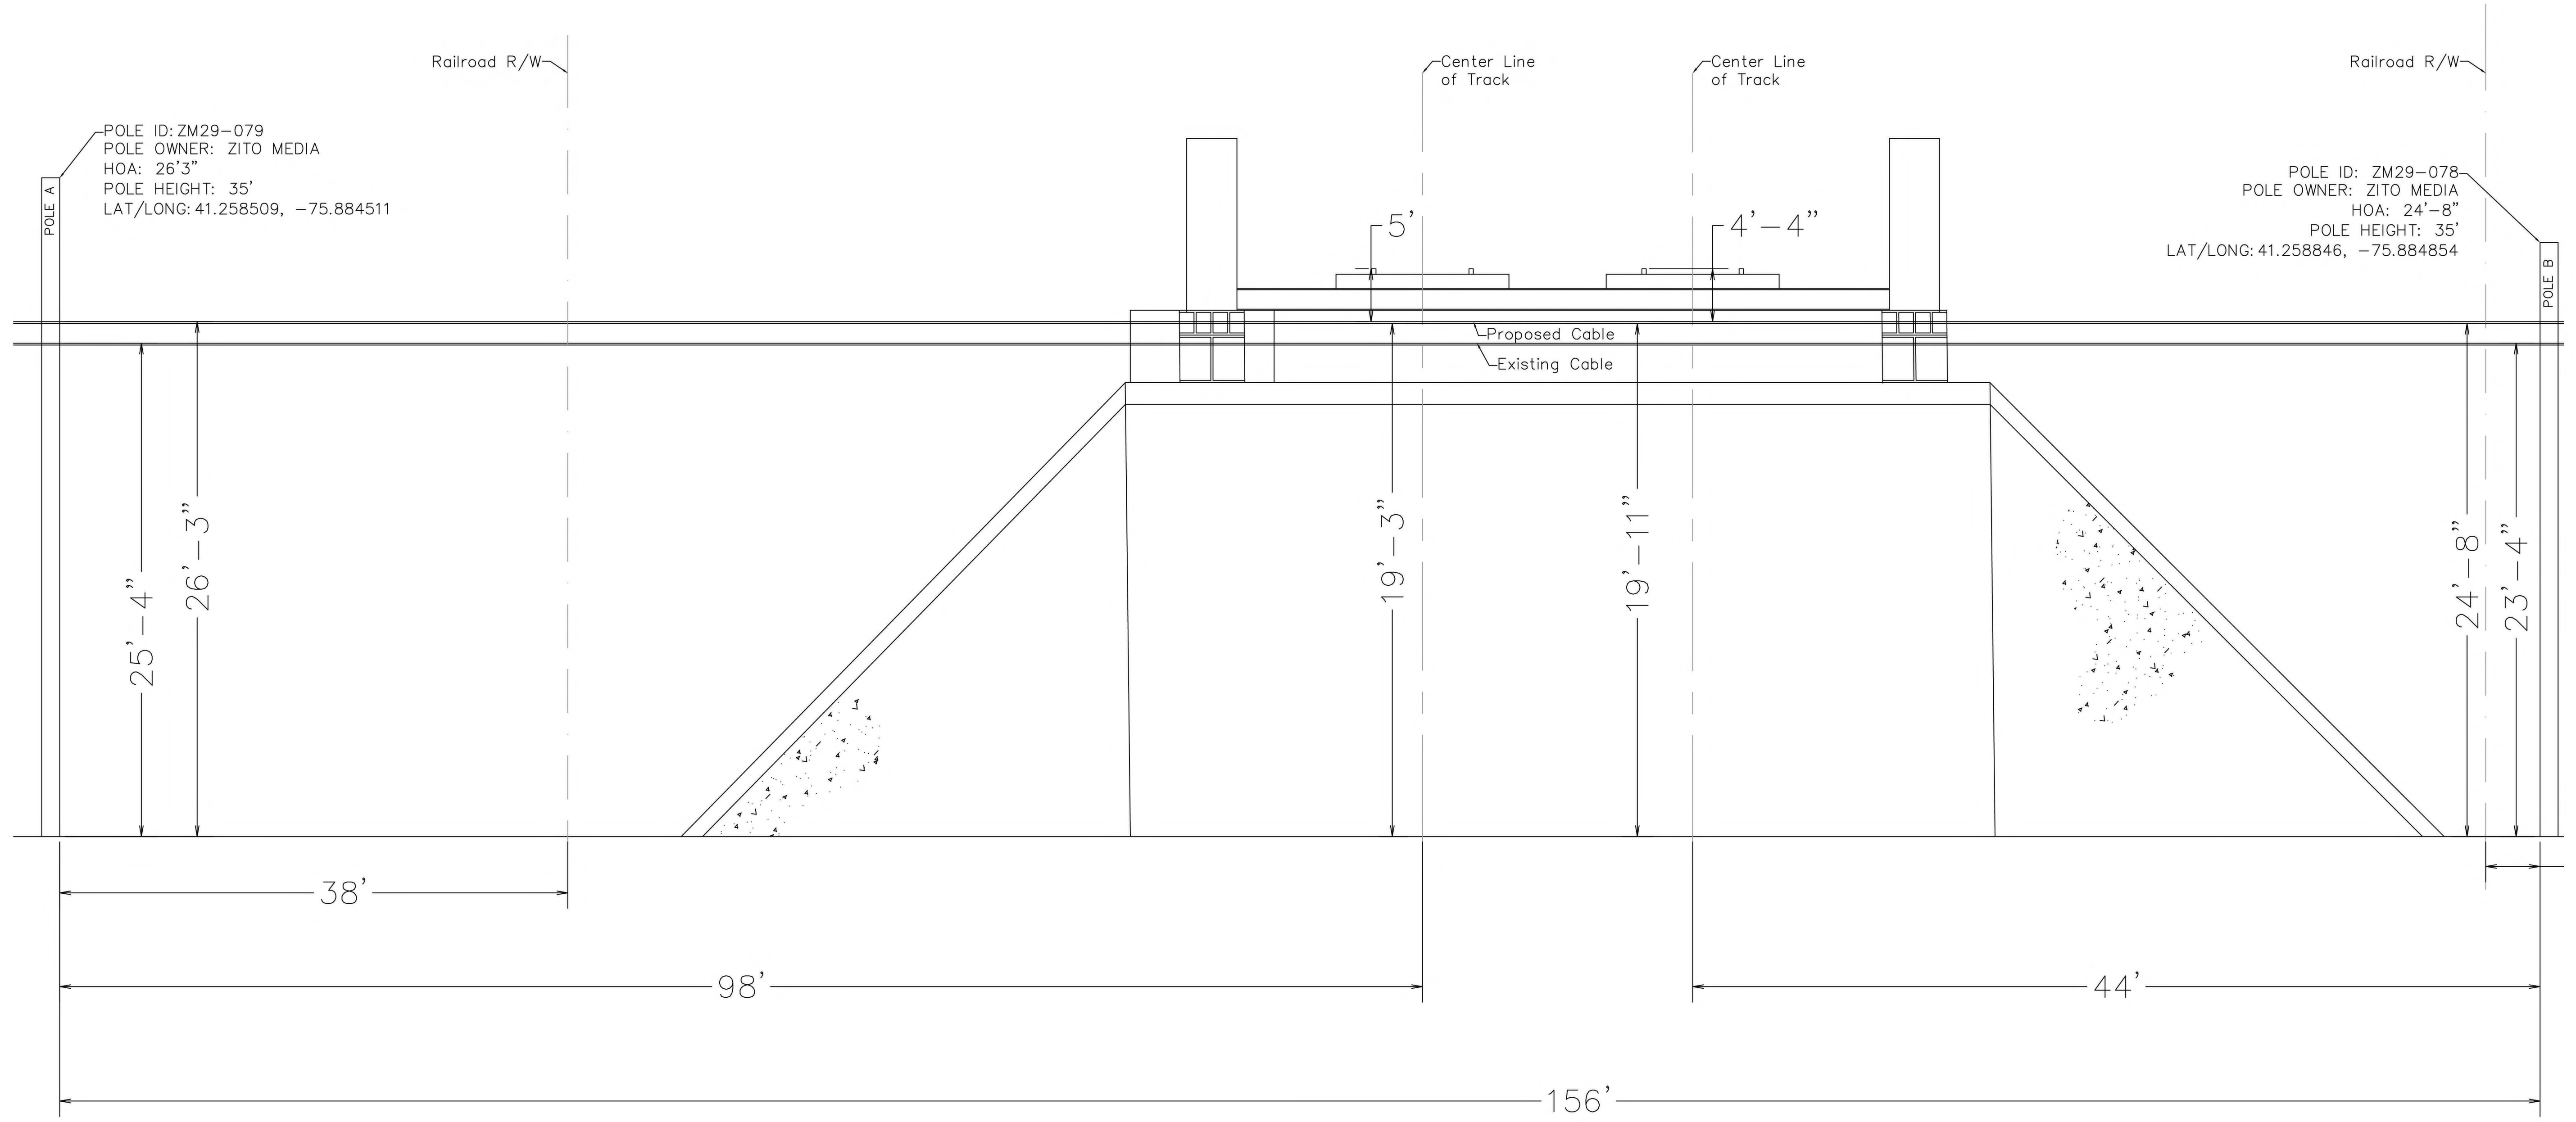 Railroad R/W
Center Line
of Track
Center Line
of Track
Railroad R/W
POLE ID: ZM29-079
POLE OWNER: ZITO MEDIA
HOA: 26'3"
POLE HEIGHT: 35'
LAT/LONG: 41.258509, -75.884511
POLE A
POLE ID: ZM29-078
POLE OWNER: ZITO MEDIA
HOA: 24'-8"
POLE HEIGHT: 35'
LAT/LONG: 41.258846, -75.884854
POLE B
5'
4'-4"
Proposed Cable
Existing Cable
25'-4"
26'-3"
19'-3"
19'-11"
24'-8"
23'-4"
38'
98'
44'
156'